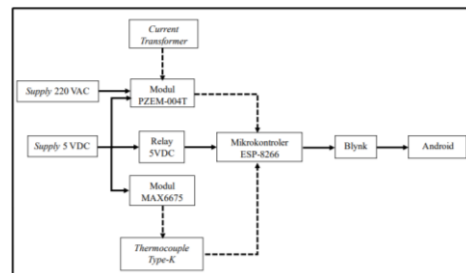 Current
Transformer
Supply 220 VAC
Modul
PZEM-004T
Supply 5 VDC
Relay
5VDC
Mikrokontroler
ESP-8266
Blynk
Android
Modul
MAX6675
Thermocouple
Type-K